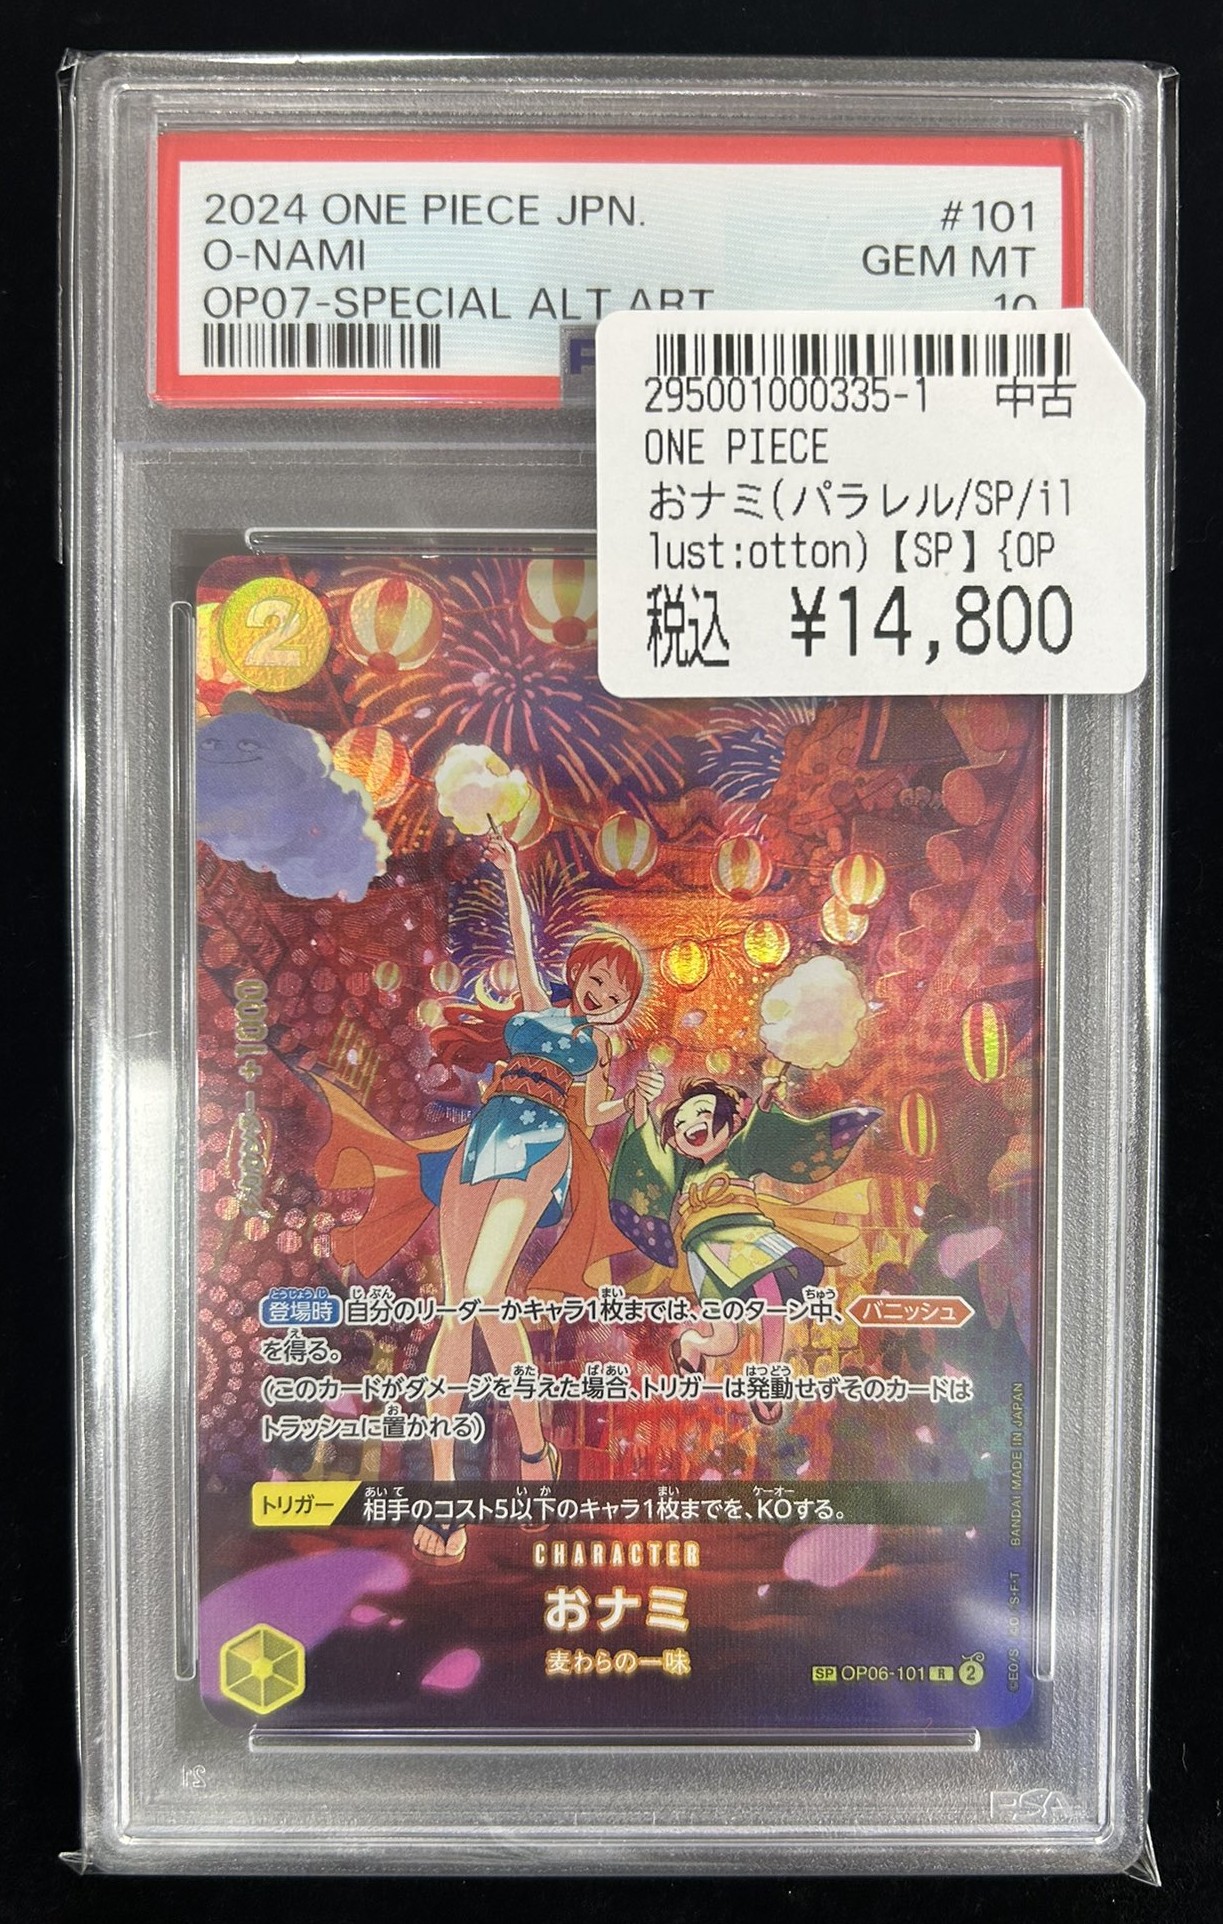 2024 ONE PIECE JPN. #101
O-NAMI GEM MT
OP07-SPECIAL ALT ART 10
295001000335-1 中古
ONE PIECE
おナミ(パラレル/SP/il
lust:otton)【SP】{OP
税込 ¥14,800
2
カウンター +1000
登場時 自分のリーダーかキャラ1枚までは、このターン中、バニッシュ
を得る。
(このカードがダメージを与えた場合、トリガーは発動せずそのカードは
トラッシュに置かれる)
トリガー 相手のコスト5以下のキャラ1枚までを、KOする。
CHARACTER
おナミ
麦わらの一味
SP OP06-101 R 2
BANDAI MADE IN JAPAN
PSA